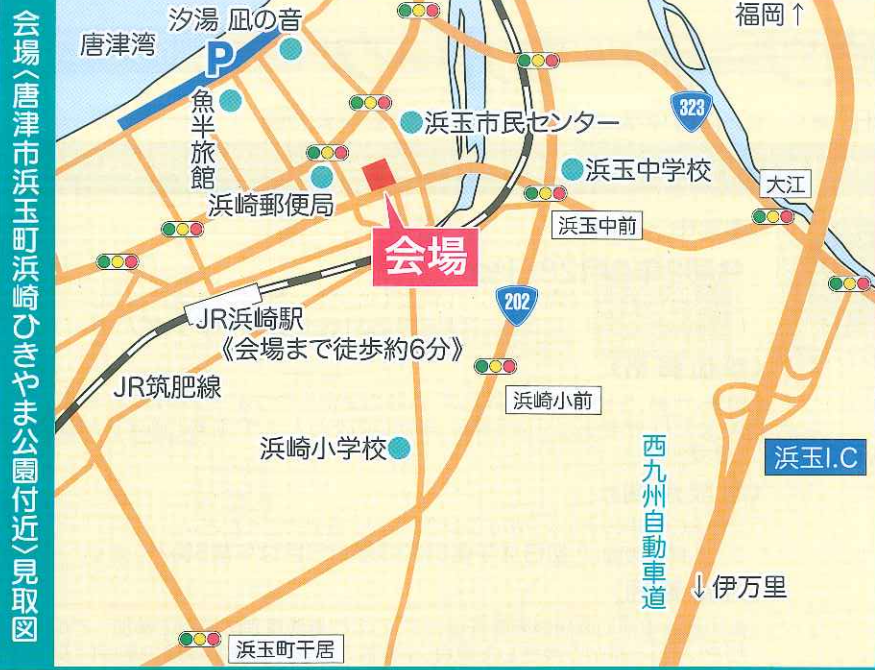 会場〈唐津市浜玉町浜崎ひきやま公園付近〉見取図
唐津湾
汐湯 凪の音
福岡↑
P
魚半旅館
浜玉市民センター
323
浜崎郵便局
浜玉中学校
大江
浜玉中前
会場
202
JR浜崎駅
《会場まで徒歩約6分》
JR筑肥線
浜崎小前
浜崎小学校
西九州自動車道
浜玉I.C
↓伊万里
浜玉町干居